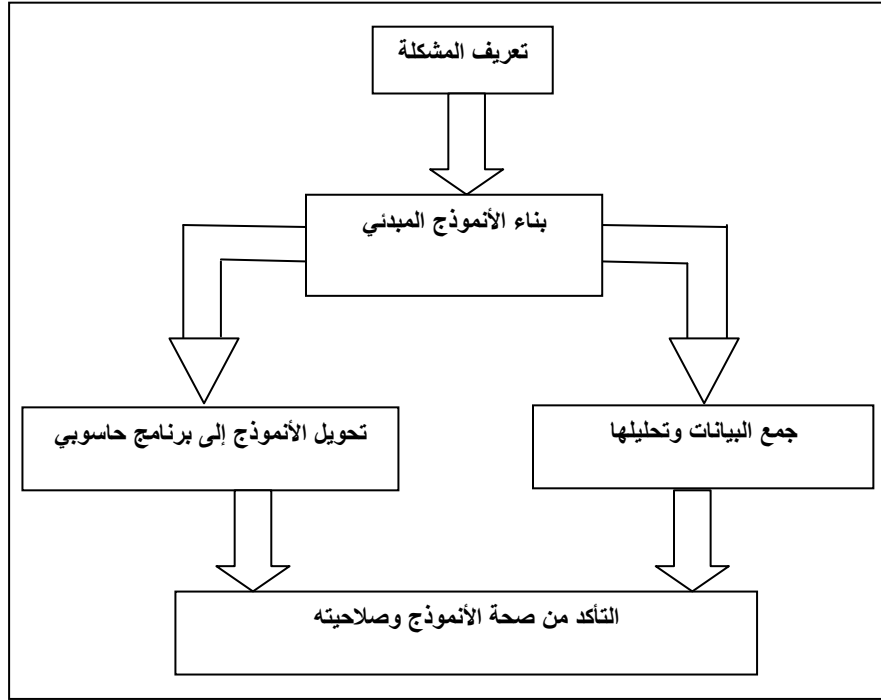 تعريف المشكلة
بناء الأنموذج المبدئي
جمع البيانات وتحليلها
تحويل الأنموذج إلى برنامج حاسوبي
التأكد من صحة الأنموذج وصلاحيته